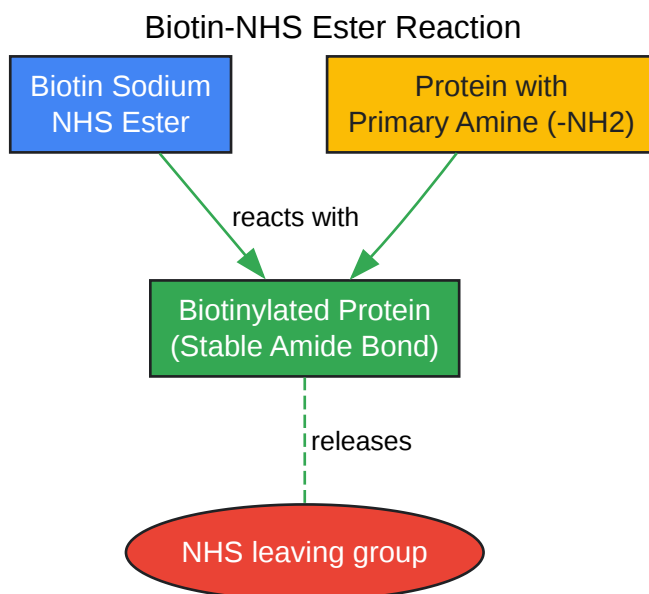 Biotin-NHS Ester Reaction
Biotin Sodium
NHS Ester
Protein with
Primary Amine (-NH2)
reacts with
Biotinylated Protein
(Stable Amide Bond)
releases
NHS leaving group